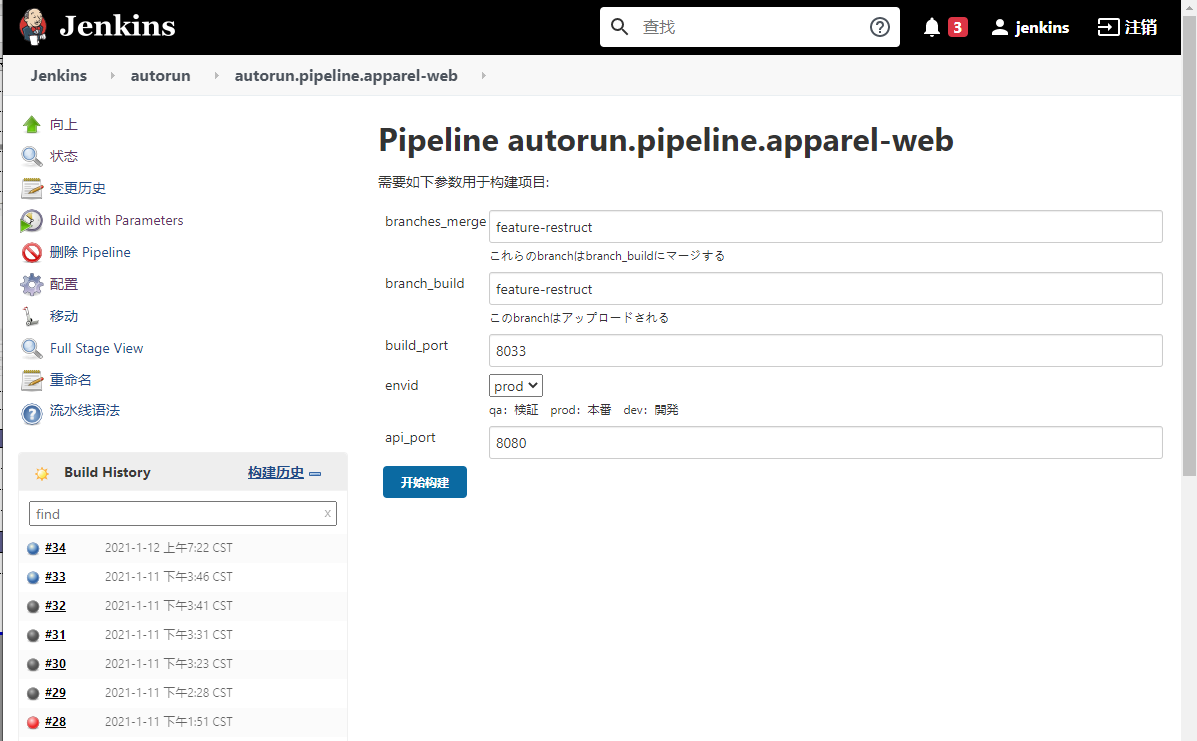 Jenkins
查找
3
jenkins
注销
Jenkins
autorun
autorun.pipeline.apparel-web
向上
状态
变更历史
Build with Parameters
删除 Pipeline
配置
移动
Full Stage View
重命名
流水线语法
Build History
构建历史
find
x
#34 2021-1-12 上午7:22 CST
#33 2021-1-11 下午3:46 CST
#32 2021-1-11 下午3:41 CST
#31 2021-1-11 下午3:31 CST
#30 2021-1-11 下午3:23 CST
#29 2021-1-11 下午2:28 CST
#28 2021-1-11 下午1:51 CST
Pipeline autorun.pipeline.apparel-web
需要如下参数用于构建项目:
branches_merge feature-restruct
これらのbranchはbranch_buildにマージする
branch_build feature-restruct
このbranchはアップロードされる
build_port 8033
envid prod
qa：検証　prod：本番　dev：開発
api_port 8080
开始构建